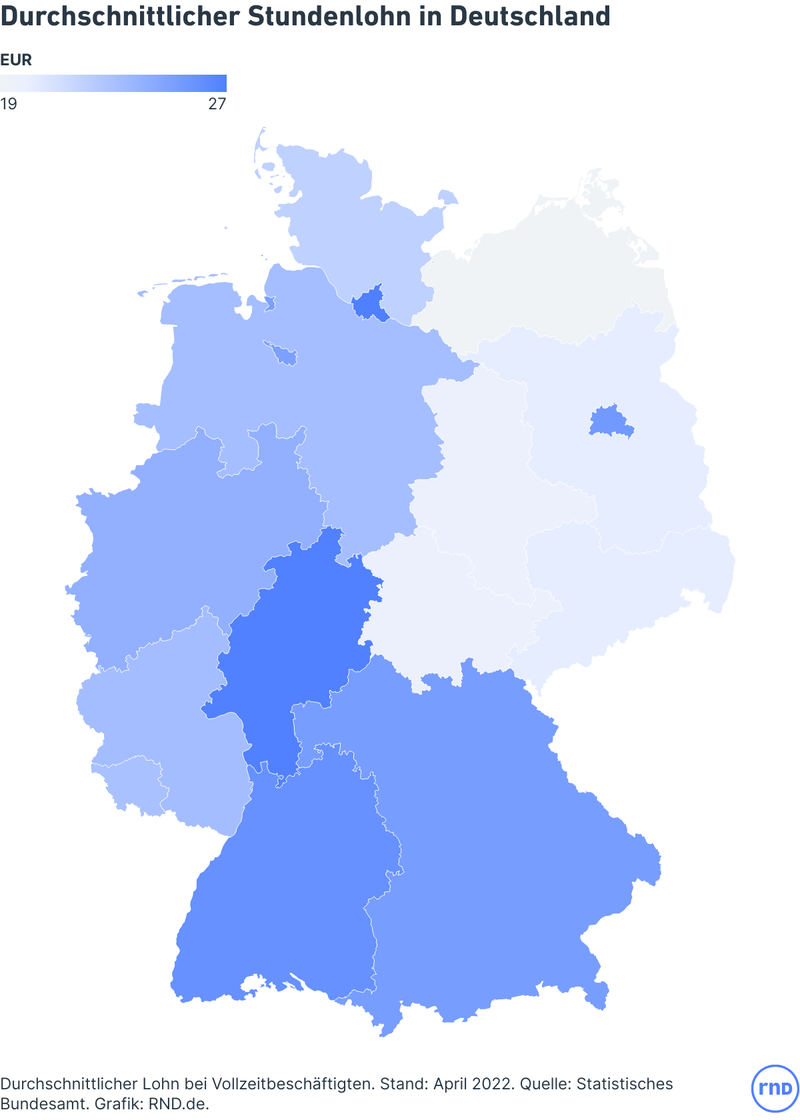 Durchschnittlicher Stundenlohn in Deutschland
EUR
19 27
Durchschnittlicher Lohn bei Vollzeitbeschäftigten. Stand: April 2022. Quelle: Statistisches
Bundesamt. Grafik: RND.de.
rnd